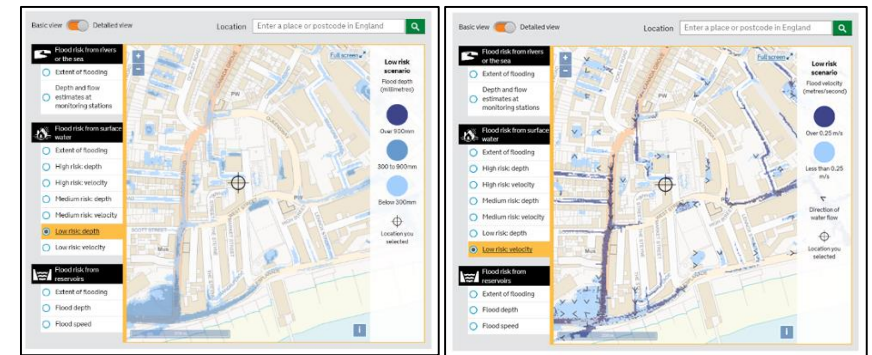 Basic view
Detailed view
Location
Enter a place or postcode in England
Flood risk from rivers
or the sea
Extent of flooding
Depth and flow
estimates at
monitoring stations
Flood risk from surface
water
Extent of flooding
High risk: depth
High risk: velocity
Medium risk: depth
Medium risk: velocity
Low risk: depth
Low risk: velocity
Flood risk from
reservoirs
Extent of flooding
Flood depth
Flood speed
+
−
Full screen
PW
PW
Mus
i
Low risk
scenario
Flood depth
(millimetres)
Over 900mm
300 to 900mm
Below 300mm
Location you
selected
Basic view
Detailed view
Location
Enter a place or postcode in England
Flood risk from rivers
or the sea
Extent of flooding
Depth and flow
estimates at
monitoring stations
Flood risk from surface
water
Extent of flooding
High risk: depth
High risk: velocity
Medium risk: depth
Medium risk: velocity
Low risk: depth
Low risk: velocity
Flood risk from
reservoirs
Extent of flooding
Flood depth
Flood speed
+
−
Full screen
PW
Mus
i
Low risk
scenario
Flood velocity
(metres/second)
Over 0.25 m/s
Less than 0.25
m/s
Direction of
water flow
Location you
selected